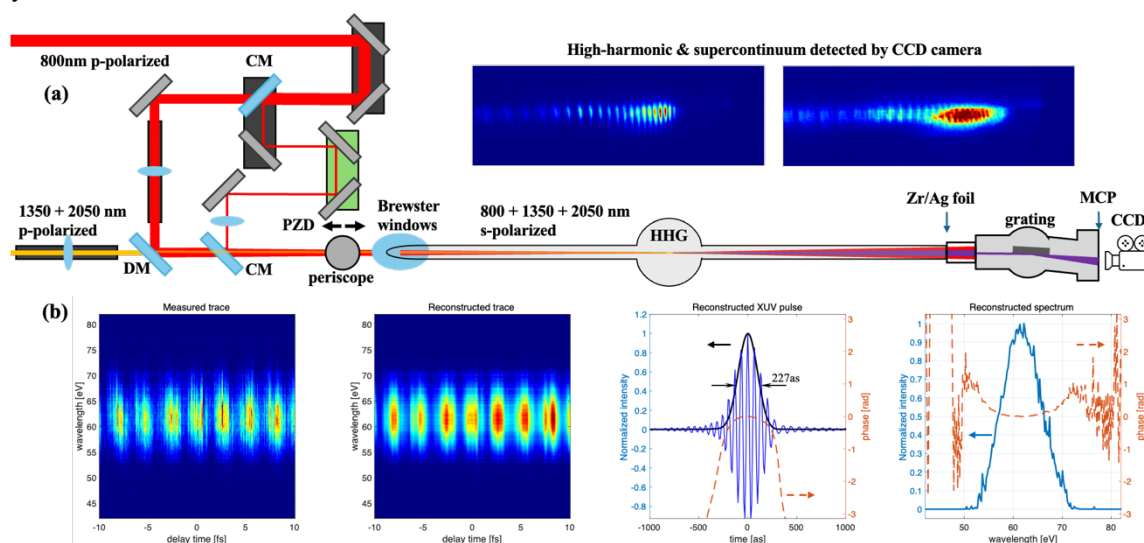 y
800nm p-polarized
CM
High-harmonic & supercontinuum detected by CCD camera
(a)
1350 + 2050 nm
p-polarized
PZD
Brewster
windows
800 + 1350 + 2050 nm
s-polarized
HHG
Zr/Ag foil
grating
MCP
CCD
DM
CM
periscope
(b)
Measured trace
wavelength [eV]
80
75
70
65
60
55
50
45
-10
-5
0
5
10
delay time [fs]
Reconstructed trace
wavelength [eV]
80
75
70
65
60
55
50
45
-10
-5
0
5
10
delay time [fs]
Reconstructed XUV pulse
Normalized intensity
1.2
1
0.8
0.6
0.4
0.2
0
-0.2
-0.4
-0.6
-0.8
227as
3
2
1
0
-1
-2
-3
phase [rad]
-1000
-500
0
500
1000
time [as]
Reconstructed spectrum
Normalized intensity
1
0.9
0.8
0.7
0.6
0.5
0.4
0.3
0.2
0.1
0
3
2
1
0
-1
-2
-3
phase [rad]
50
60
70
80
wavelength [eV]